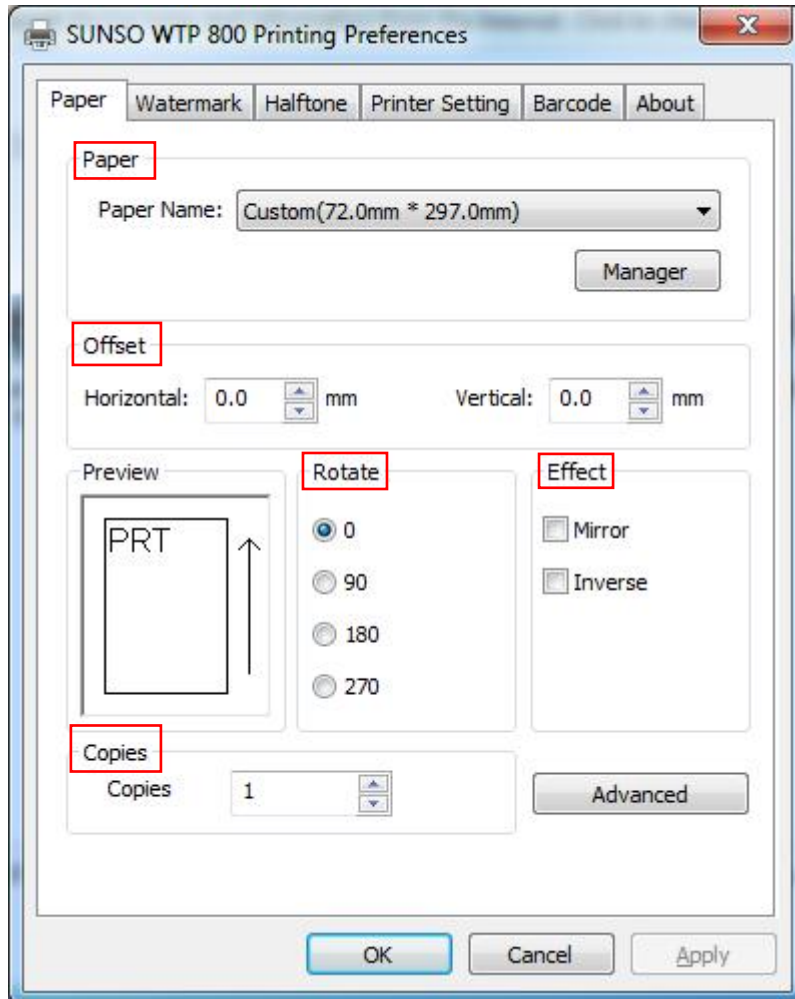 SUNSO WTP 800 Printing Preferences
Paper Watermark Halftone Printer Setting Barcode About
Paper
Paper Name: Custom(72.0mm * 297.0mm)
Manager
Offset
Horizontal: 0.0 mm Vertical: 0.0 mm
Preview Rotate Effect
PRT
0 Mirror
90 Inverse
180
270
Copies
Copies 1
Advanced
OK Cancel Apply